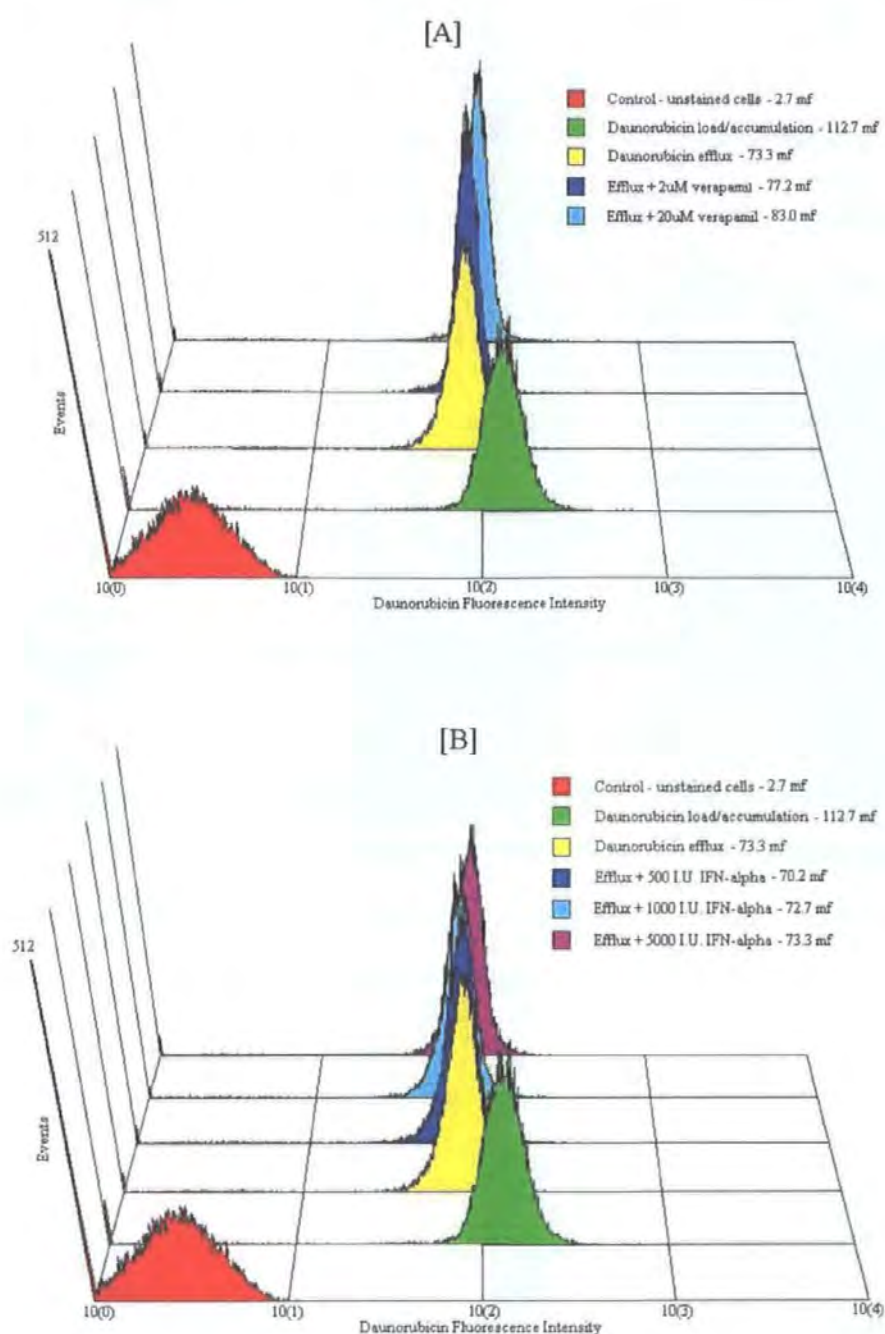 [A]
Control - unstained cells - 2.7 mf
Daunorubicin load/accumulation - 112.7 mf
Daunorubicin efflux - 73.3 mf
Efflux + 2uM verapamil - 77.2 mf
Efflux + 20uM verapamil - 83.0 mf
512
Events
10(0) 10(1) 10(2) 10(3) 10(4)
Daunorubicin Fluorescence Intensity
[B]
Control - unstained cells - 2.7 mf
Daunorubicin load/accumulation - 112.7 mf
Daunorubicin efflux - 73.3 mf
Efflux + 500 I.U. IFN-alpha - 70.2 mf
Efflux + 1000 I.U. IFN-alpha - 72.7 mf
Efflux + 5000 I.U. IFN-alpha - 73.3 mf
512
Events
10(0) 10(1) 10(2) 10(3) 10(4)
Daunorubicin Fluorescence Intensity